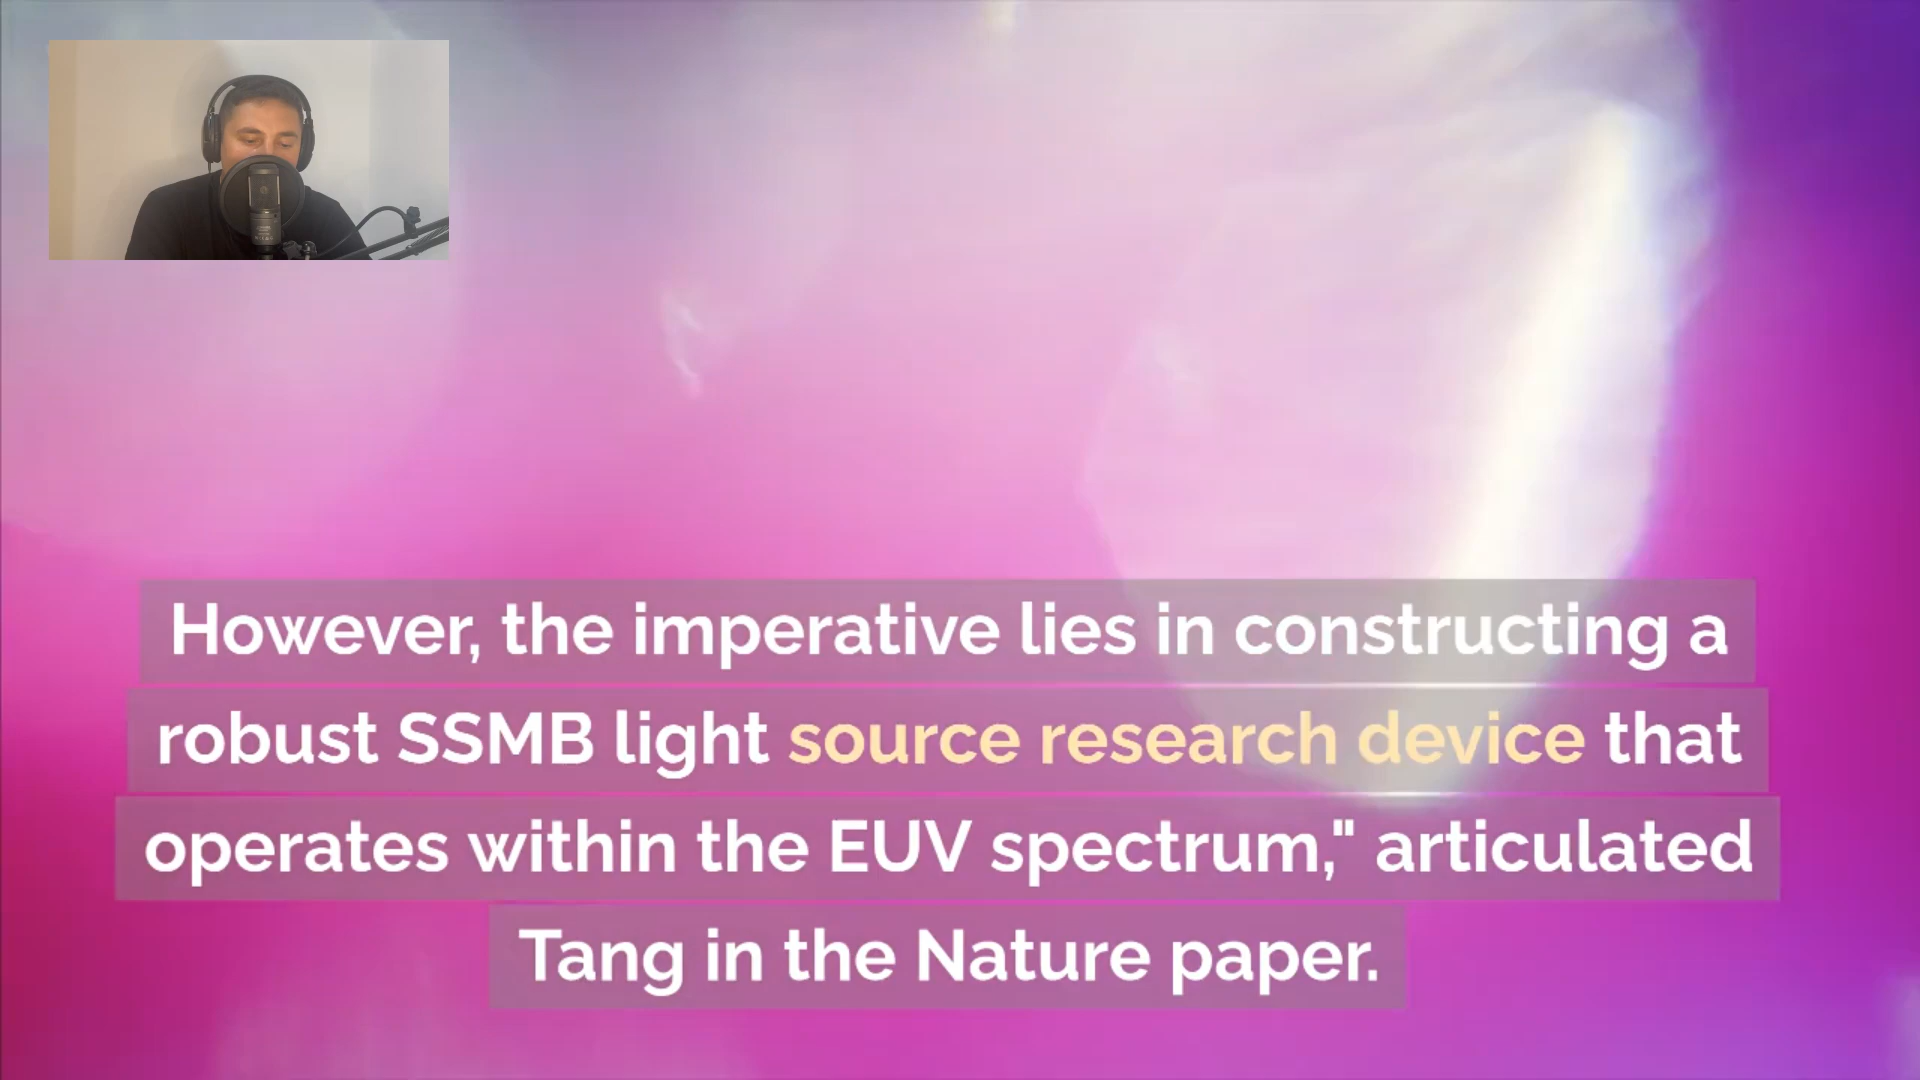 However, the imperative lies in constructing a
robust SSMB light source research device that
operates within the EUV spectrum," articulated
Tang in the Nature paper.